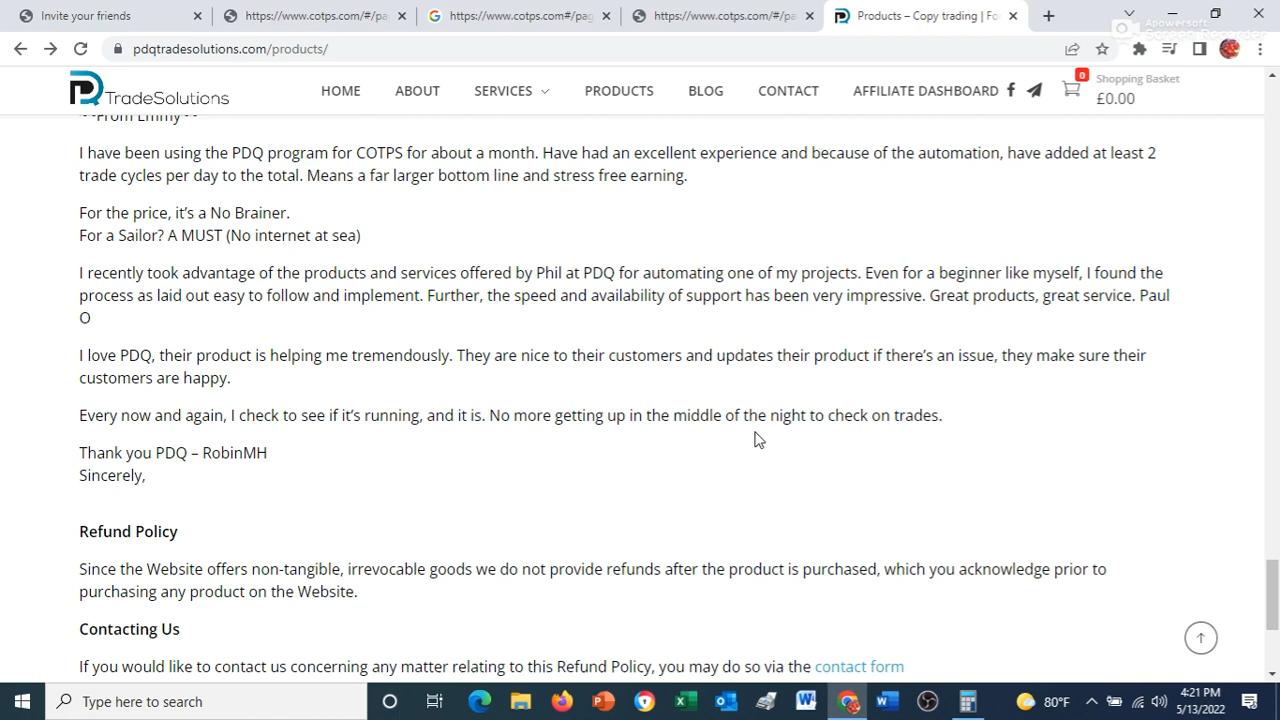 Invite your friend
https://www.cotps.com/#/pa
https://www.cotps.com#/pag
https://www.cotps.com/#/pa
Products – Copy trading | Fo
Apowersoft
Screen Recorder
pdqtradesolutions.com/products/
TradeSolutions
HOME
ABOUT
SERVICES
PRODUCTS
BLOG
CONTACT
AFFILIATE DASHBOARD
0
Shopping Basket
£0.00
~~From Emmy~~
I have been using the PDQ program for COTPS for about a month. Have had an excellent experience and because of the automation, have added at least 2
trade cycles per day to the total. Means a far larger bottom line and stress free earning.
For the price, it's a No Brainer.
For a Sailor? A MUST (No internet at sea)
I recently took advantage of the products and services offered by Phil at PDQ for automating one of my projects. Even for a beginner like myself, I found the
process as laid out easy to follow and implement. Further, the speed and availability of support has been very impressive. Great products, great service. Paul
O
I love PDQ, their product is helping me tremendously. They are nice to their customers and updates their product if there's an issue, they make sure their
customers are happy.
Every now and again, I check to see if it's running, and it is. No more getting up in the middle of the night to check on trades.
Thank you PDQ – RobinMH
Sincerely,
Refund Policy
Since the Website offers non-tangible, irrevocable goods we do not provide refunds after the product is purchased, which you acknowledge prior to
purchasing any product on the Website.
Contacting Us
If you would like to contact us concerning any matter relating to this Refund Policy, you may do so via the contact form
Type here to search
80°F
4:21 PM
5/13/2022